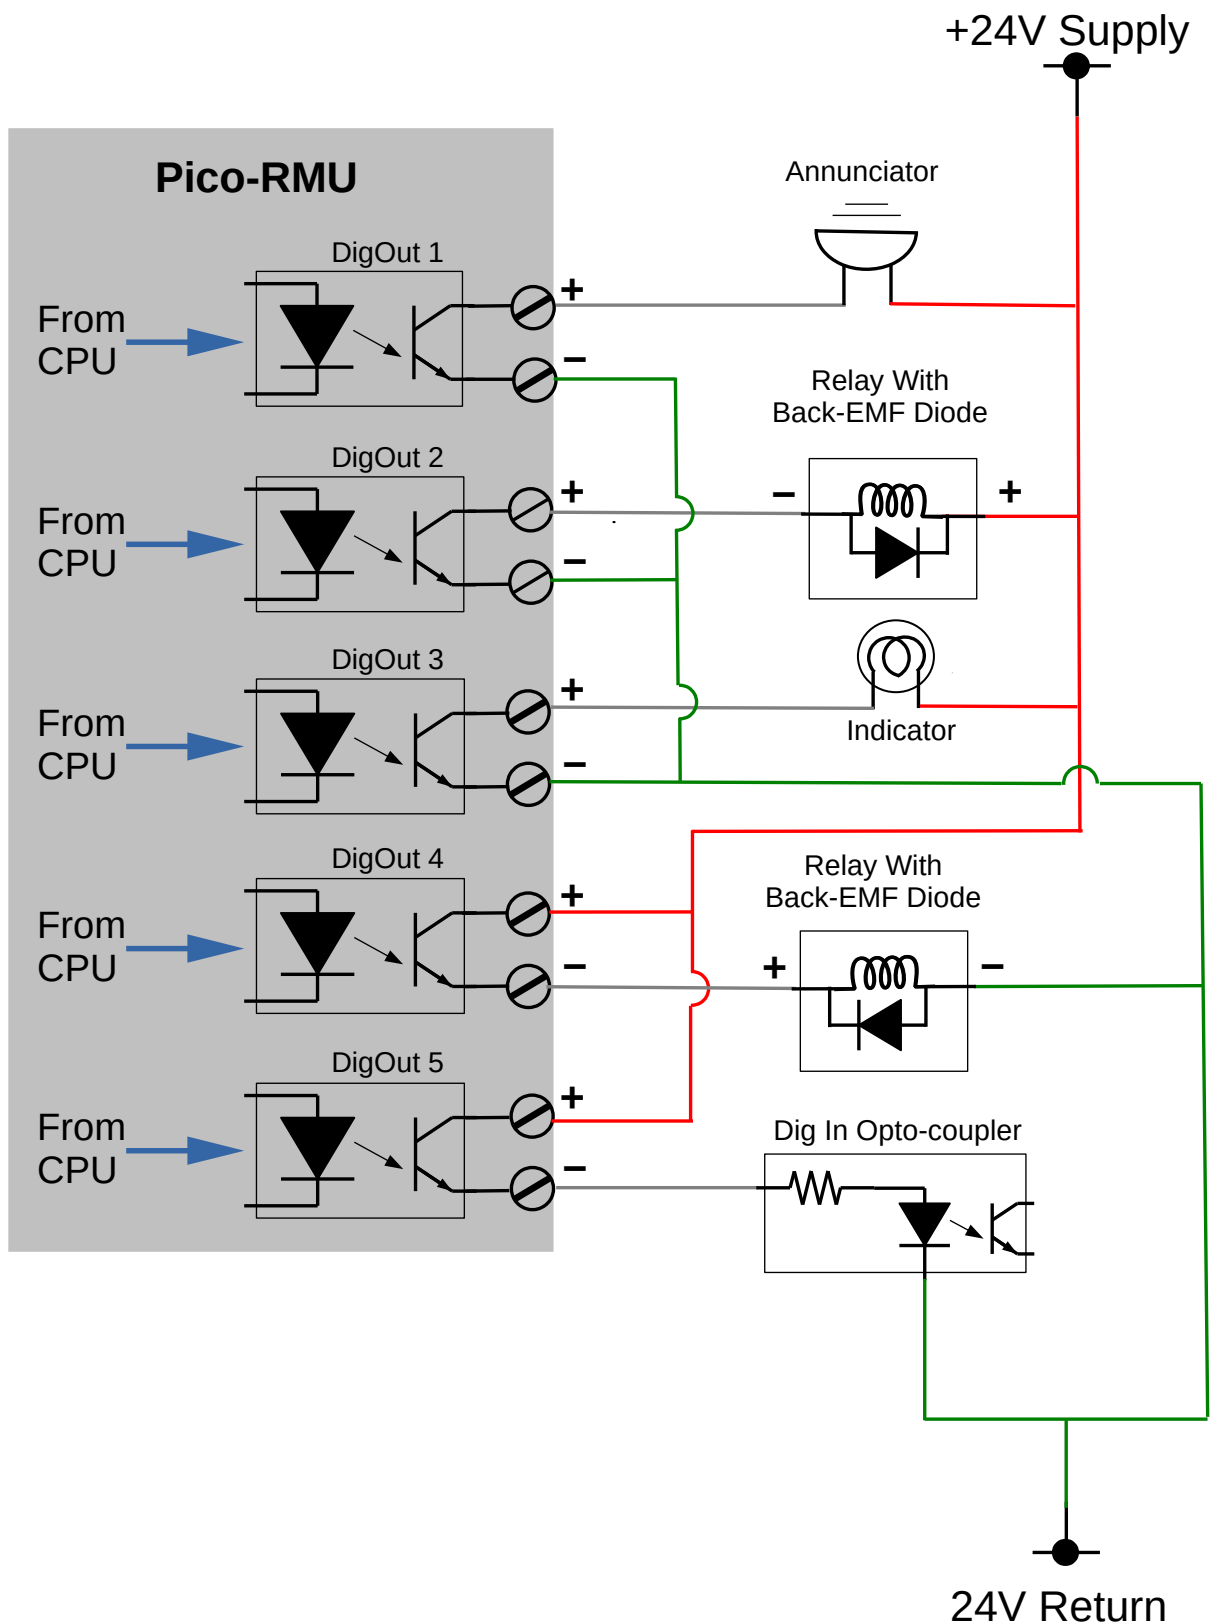 +24V Supply
Pico-RMU
Annunciator
DigOut 1
+
From
CPU
−
Relay With
Back-EMF Diode
DigOut 2
+
− +
From
CPU
−
DigOut 3
+
From
CPU
Indicator
−
DigOut 4
Relay With
Back-EMF Diode
+
From
CPU
−
+ −
DigOut 5
+
From
CPU
Dig In Opto-coupler
−
24V Return